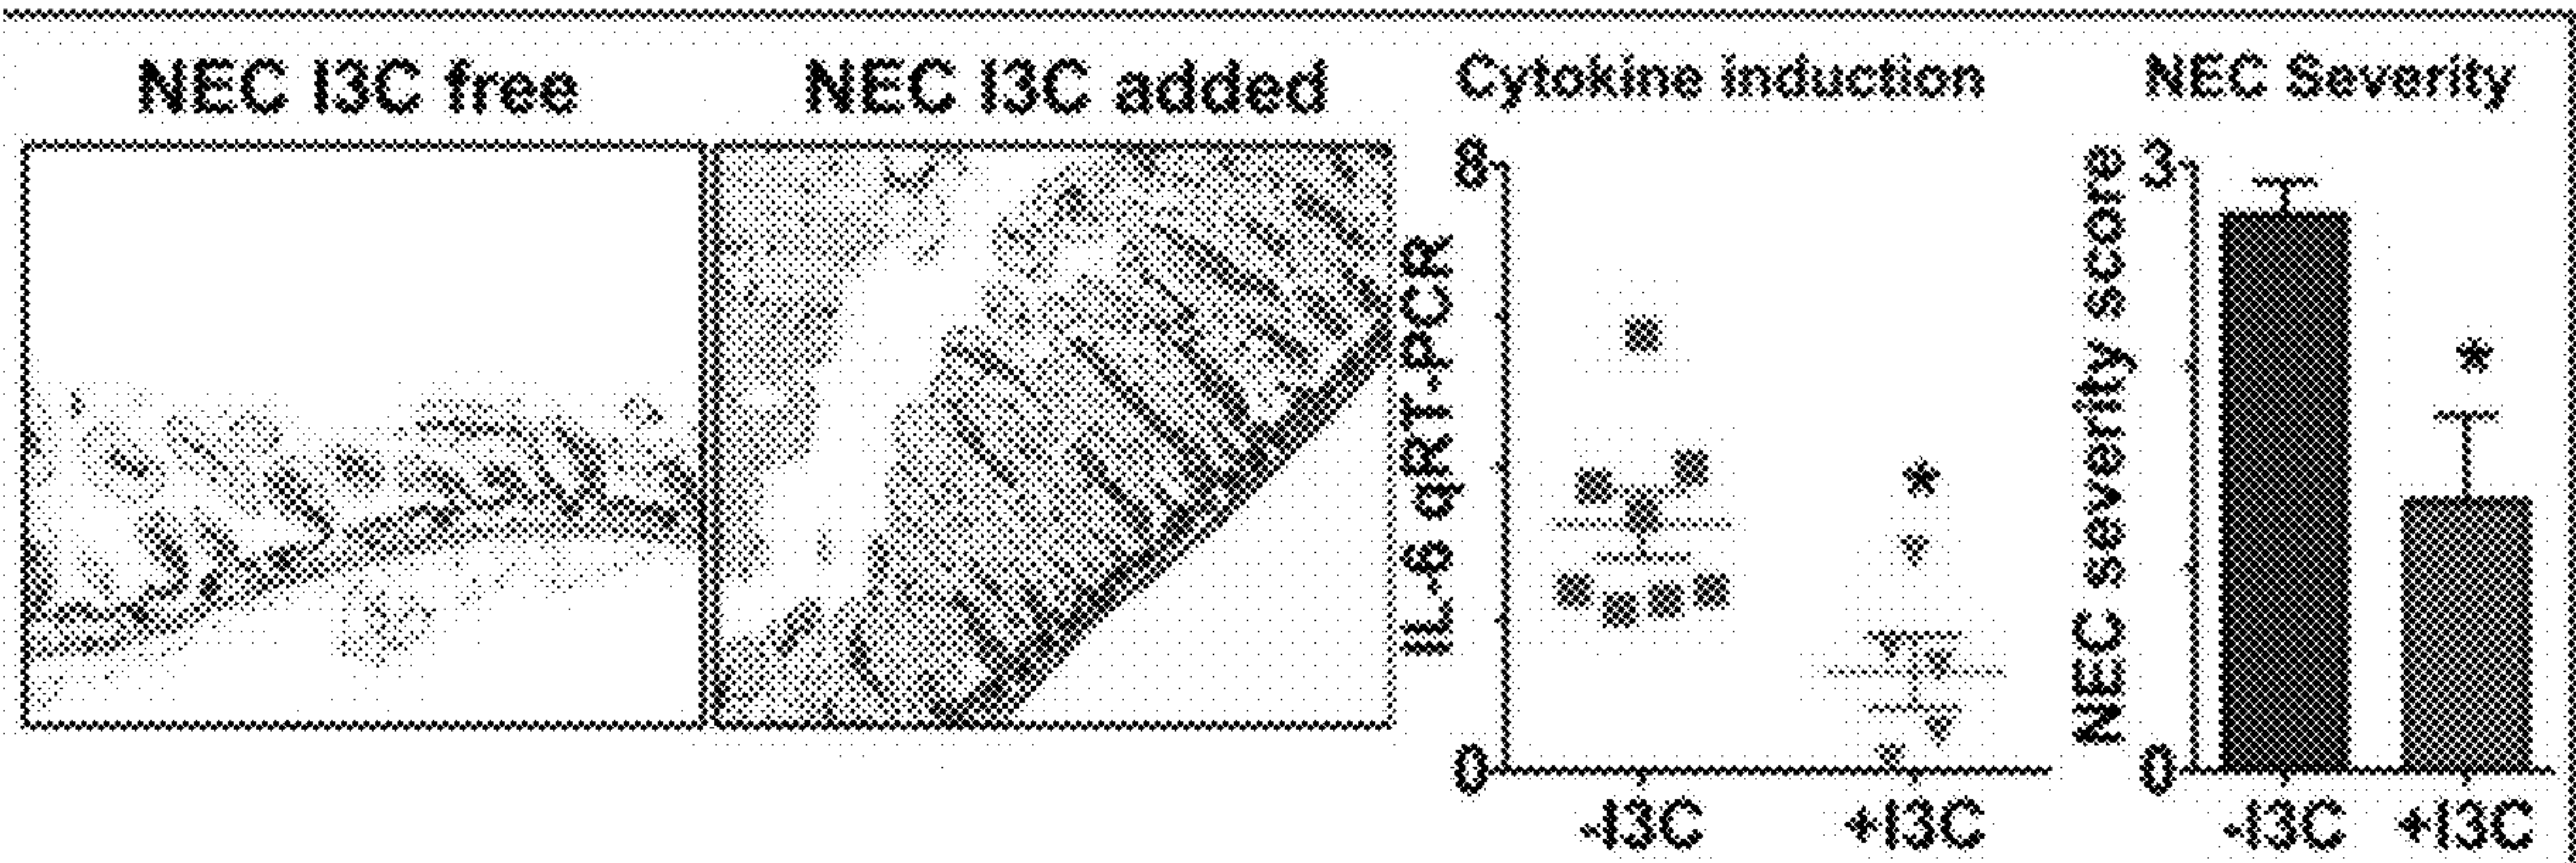 NEC I3C free
NEC I3C added
Cytokine induction
IL-6 qRT-PCR
8
*
0
-I3C +I3C
NEC Severity
NEC severity score
3
*
0
-I3C +I3C